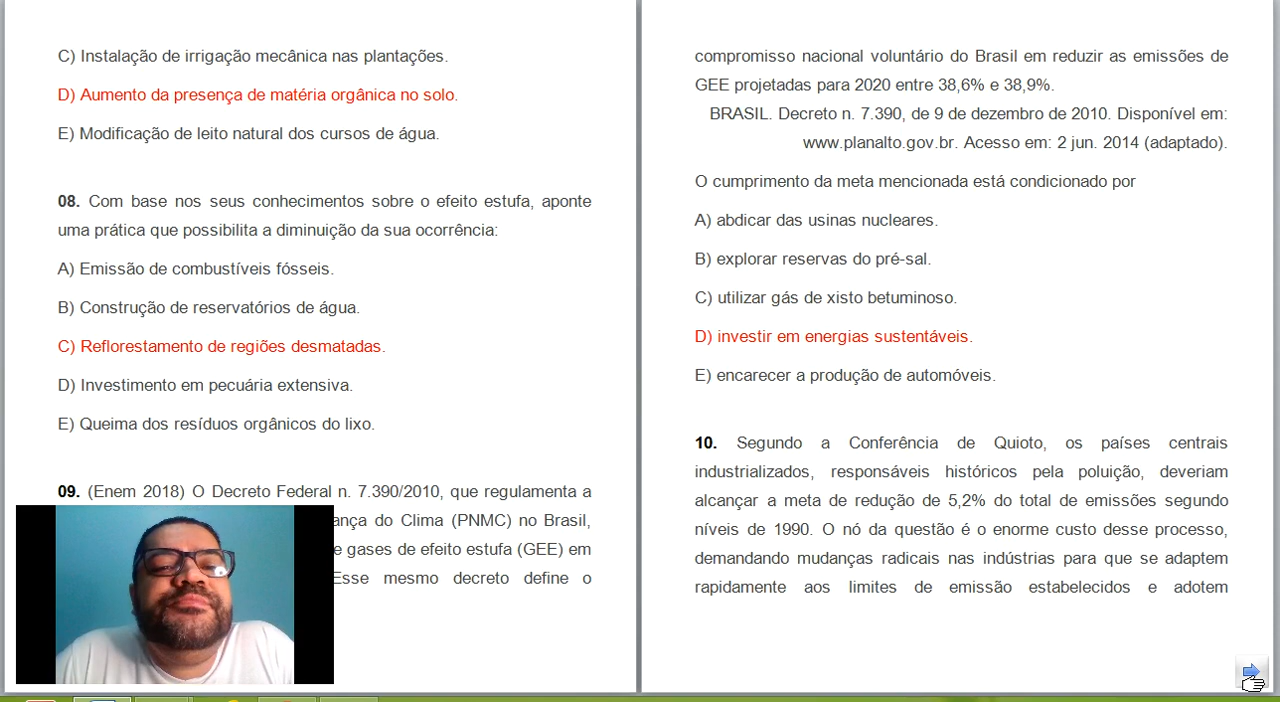 C) Instalação de irrigação mecânica nas plantações.
D) Aumento da presença de matéria orgânica no solo.
E) Modificação de leito natural dos cursos de água.
08. Com base nos seus conhecimentos sobre o efeito estufa, aponte
uma prática que possibilita a diminuição da sua ocorrência:
A) Emissão de combustíveis fósseis.
B) Construção de reservatórios de água.
C) Reflorestamento de regiões desmatadas.
D) Investimento em pecuária extensiva.
E) Queima dos resíduos orgânicos do lixo.
09. (Enem 2018) O Decreto Federal n. 7.390/2010, que regulamenta a
do Clima (PNMC) no Brasil,
gases de efeito estufa (GEE) em
Esse mesmo decreto define o
compromisso nacional voluntário do Brasil em reduzir as emissões de
GEE projetadas para 2020 entre 38,6% e 38,9%.
BRASIL. Decreto n. 7.390, de 9 de dezembro de 2010. Disponível em:
www.planalto.gov.br. Acesso em: 2 jun. 2014 (adaptado).
O cumprimento da meta mencionada está condicionado por
A) abdicar das usinas nucleares.
B) explorar reservas do pré-sal.
C) utilizar gás de xisto betuminoso.
D) investir em energias sustentáveis.
E) encarecer a produção de automóveis.
10. Segundo a Conferência de Quioto, os países centrais
industrializados, responsáveis históricos pela poluição, deveriam
alcançar a meta de redução de 5,2% do total de emissões segundo
níveis de 1990. O nó da questão é o enorme custo desse processo,
demandando mudanças radicais nas indústrias para que se adaptem
rapidamente aos limites de emissão estabelecidos e adotem